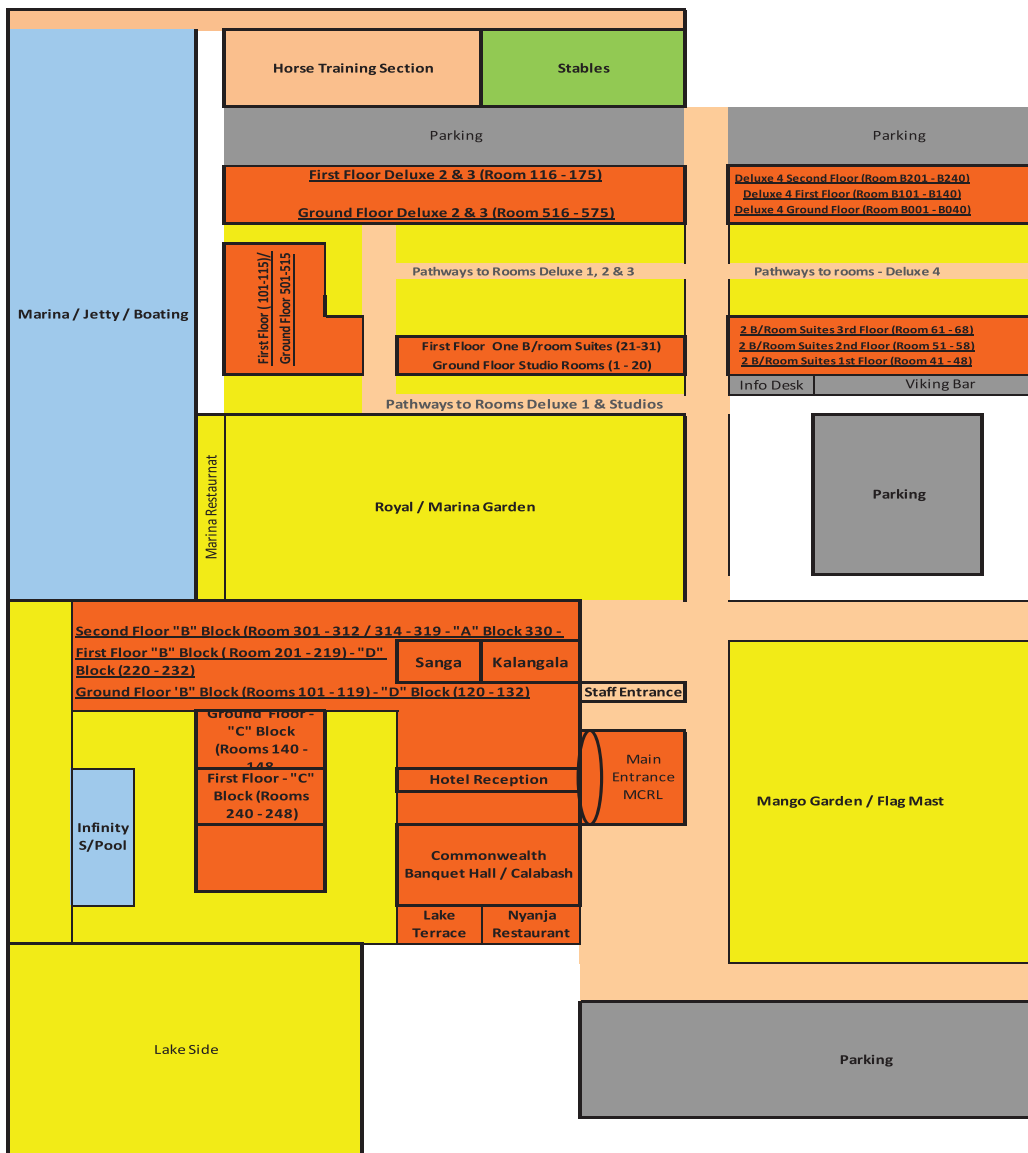 Horse Training Section
Stables
Parking
Parking
First Floor Deluxe 2 & 3 (Room 116 - 175)
Ground Floor Deluxe 2 & 3 (Room 516 - 575)
Deluxe 4 Second Floor (Room B201 - B240)
Deluxe 4 First Floor (Room B101 - B140)
Deluxe 4 Ground Floor (Room B001 - B040)
First Floor ( 101-115)/
Ground Floor 501-515
Pathways to Rooms Deluxe 1, 2 & 3
Pathways to rooms - Deluxe 4
Marina / Jetty / Boating
First Floor One B/room Suites (21-31)
Ground Floor Studio Rooms (1 - 20)
2 B/Room Suites 3rd Floor (Room 61 - 68)
2 B/Room Suites 2nd Floor (Room 51 - 58)
2 B/Room Suites 1st Floor (Room 41 - 48)
Info Desk
Viking Bar
Pathways to Rooms Deluxe 1 & Studios
Marina Restaurnat
Royal / Marina Garden
Parking
Second Floor "B" Block (Room 301 - 312 / 314 - 319 - "A" Block 330 -
First Floor "B" Block ( Room 201 - 219) - "D"
Block (220 - 232)
Sanga
Kalangala
Ground Floor 'B" Block (Rooms 101 - 119) - "D" Block (120 - 132)
Staff Entrance
Ground Floor -
"C" Block
(Rooms 140 -
148
First Floor - "C"
Block (Rooms
240 - 248)
Hotel Reception
Main
Entrance
MCRL
Mango Garden / Flag Mast
Infinity
S/Pool
Commonwealth
Banquet Hall / Calabash
Lake
Terrace
Nyanja
Restaurant
Lake Side
Parking